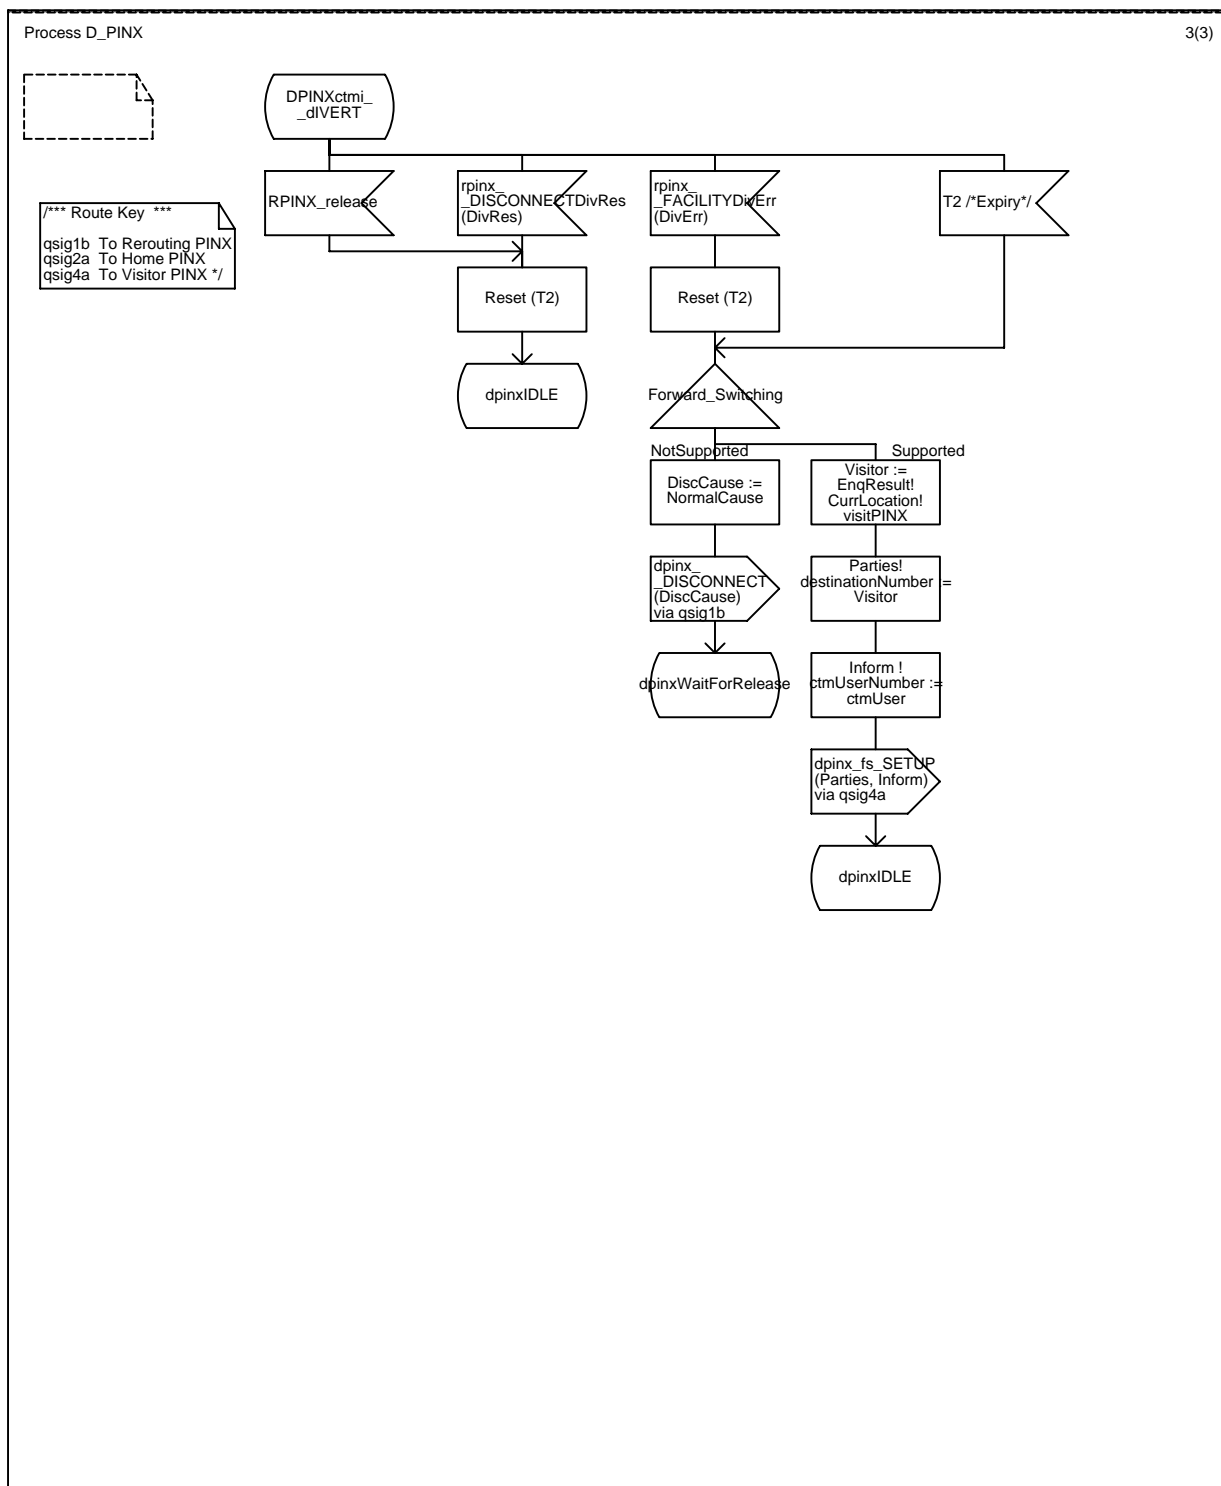 Process D_PINX
3(3)
DPINXctmi_
_dIVERT
RPINX_release
rpinx_
_DISCONNECTDivRes
(DivRes)
rpinx_
_FACILITYDivErr
(DivErr)
T2 /*Expiry*/
/*** Route Key ***
qsig1b To Rerouting PINX
qsig2a To Home PINX
qsig4a To Visitor PINX */
Reset (T2)
Reset (T2)
dpinxIDLE
Forward_Switching
NotSupported
Supported
DiscCause :=
NormalCause
Visitor :=
EnqResult!
CurrLocation!
visitPINX
dpinx_
_DISCONNECT
(DiscCause)
via qsig1b
Parties!
destinationNumber :=
Visitor
dpinxWaitForRelease
Inform !
ctmUserNumber :=
ctmUser
dpinx_fs_SETUP
(Parties, Inform)
via qsig4a
dpinxIDLE